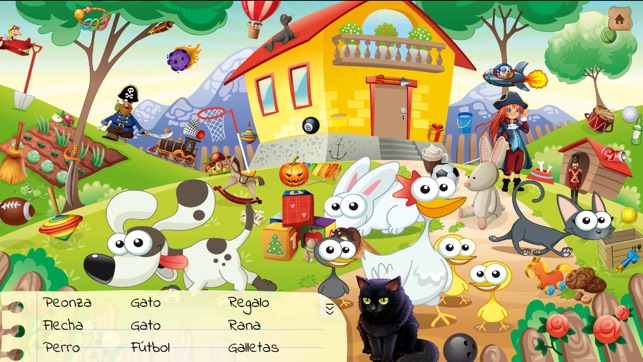 Peonza Gato Regalo
Flecha Gato Rana
Perro Fútbol Galletas